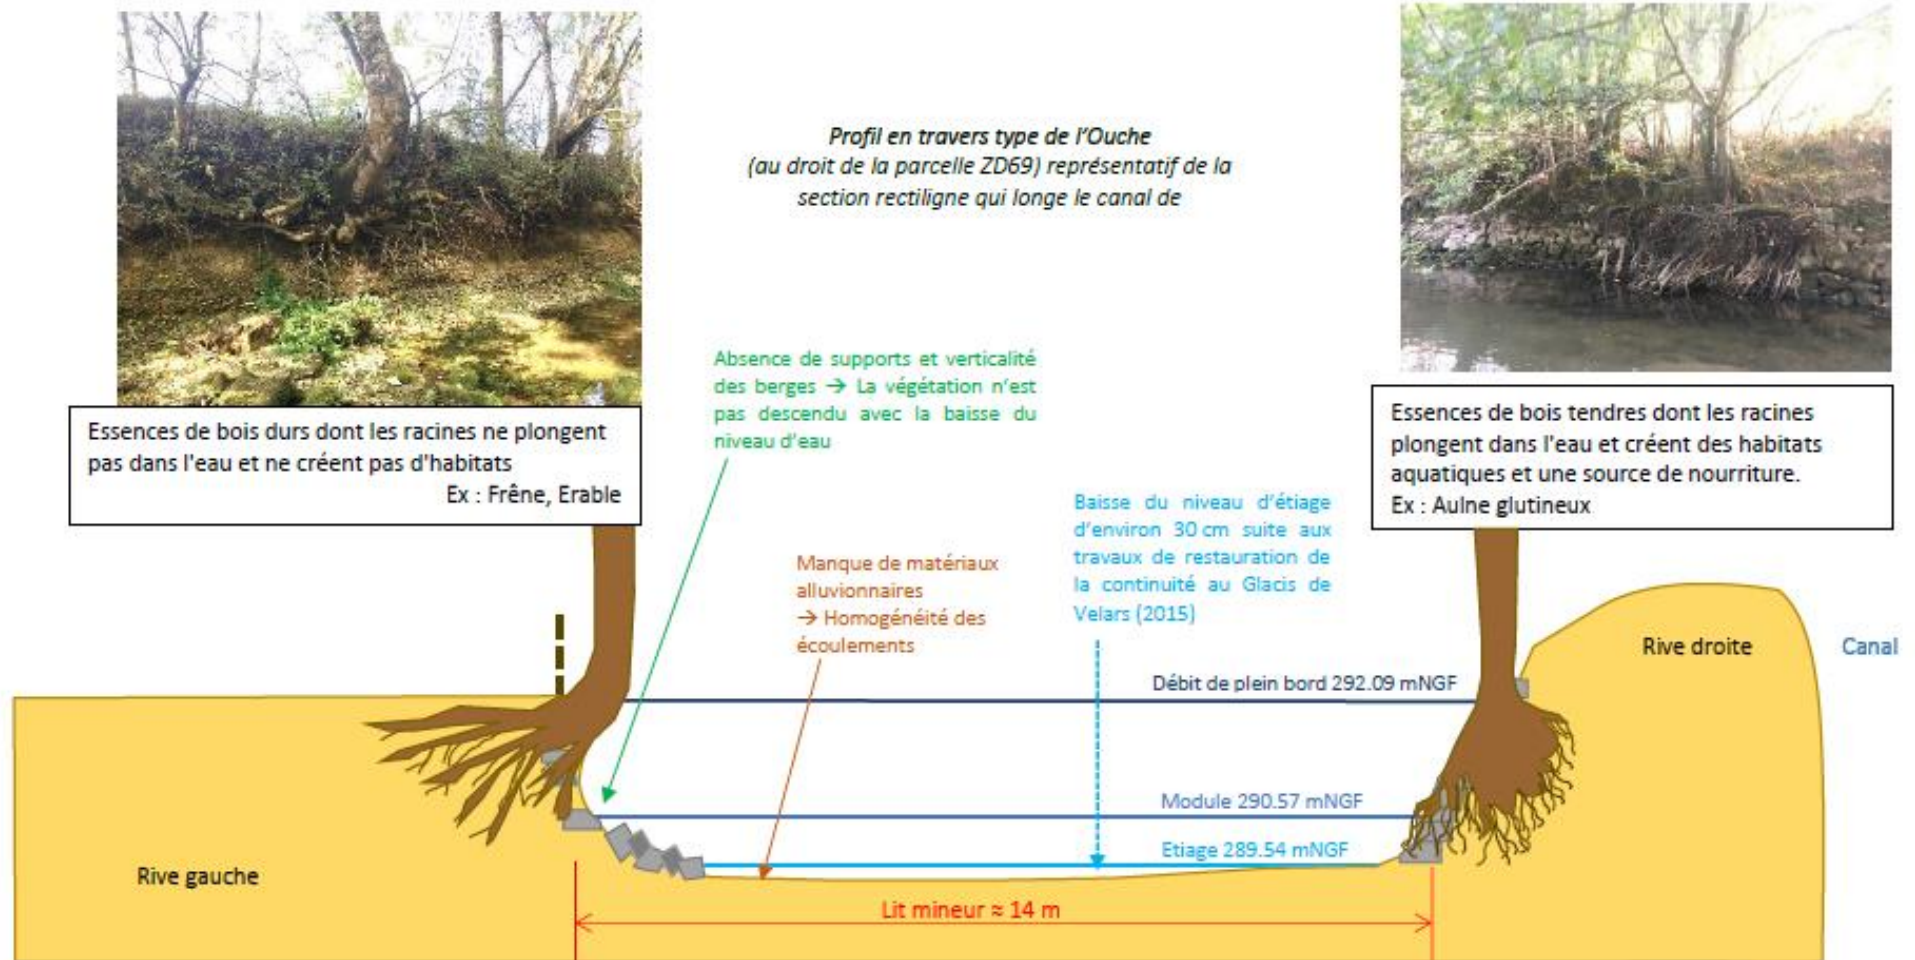 Profil en travers type de l'Ouche
(au droit de la parcelle ZD69) représentatif de la
section rectiligne qui longe le canal de
Absence de supports et verticalité
des berges → La végétation n'est
pas descendu avec la baisse du
niveau d'eau
Essences de bois durs dont les racines ne plongent
pas dans l'eau et ne créent pas d'habitats
Ex : Frêne, Erable
Essences de bois tendres dont les racines
plongent dans l'eau et créent des habitats
aquatiques et une source de nourriture.
Ex : Aulne glutineux
Baisse du niveau d'étiage
d'environ 30 cm suite aux
travaux de restauration de
la continuité au Glacis de
Velars (2015)
Manque de matériaux
alluvionnaires
→ Homogénéité des
écoulements
Rive droite
Canal
Débit de plein bord 292.09 mNGF
Module 290.57 mNGF
Etiage 289.54 mNGF
Rive gauche
Lit mineur ≈ 14 m